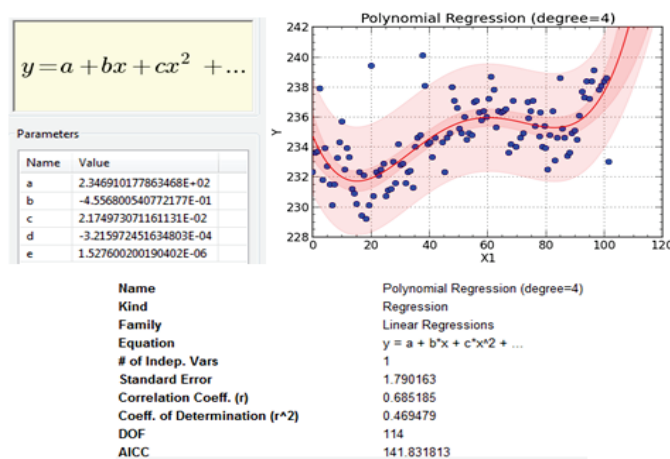 y = a + bx + cx² + ...
Parameters
Name Value
a 2.346910177863468E+02
b -4.556800540772177E-01
c 2.174973071161131E-02
d -3.215972451634803E-04
e 1.527600200190402E-06
Polynomial Regression (degree=4)
242
240
238
236
234
232
230
228
Y
0 20 40 60 80 100 120
X1
Name Polynomial Regression (degree=4)
Kind Regression
Family Linear Regressions
Equation y = a + b*x + c*x^2 + ...
# of Indep. Vars 1
Standard Error 1.790163
Correlation Coeff. (r) 0.685185
Coeff. of Determination (r^2) 0.469479
DOF 114
AICC 141.831813